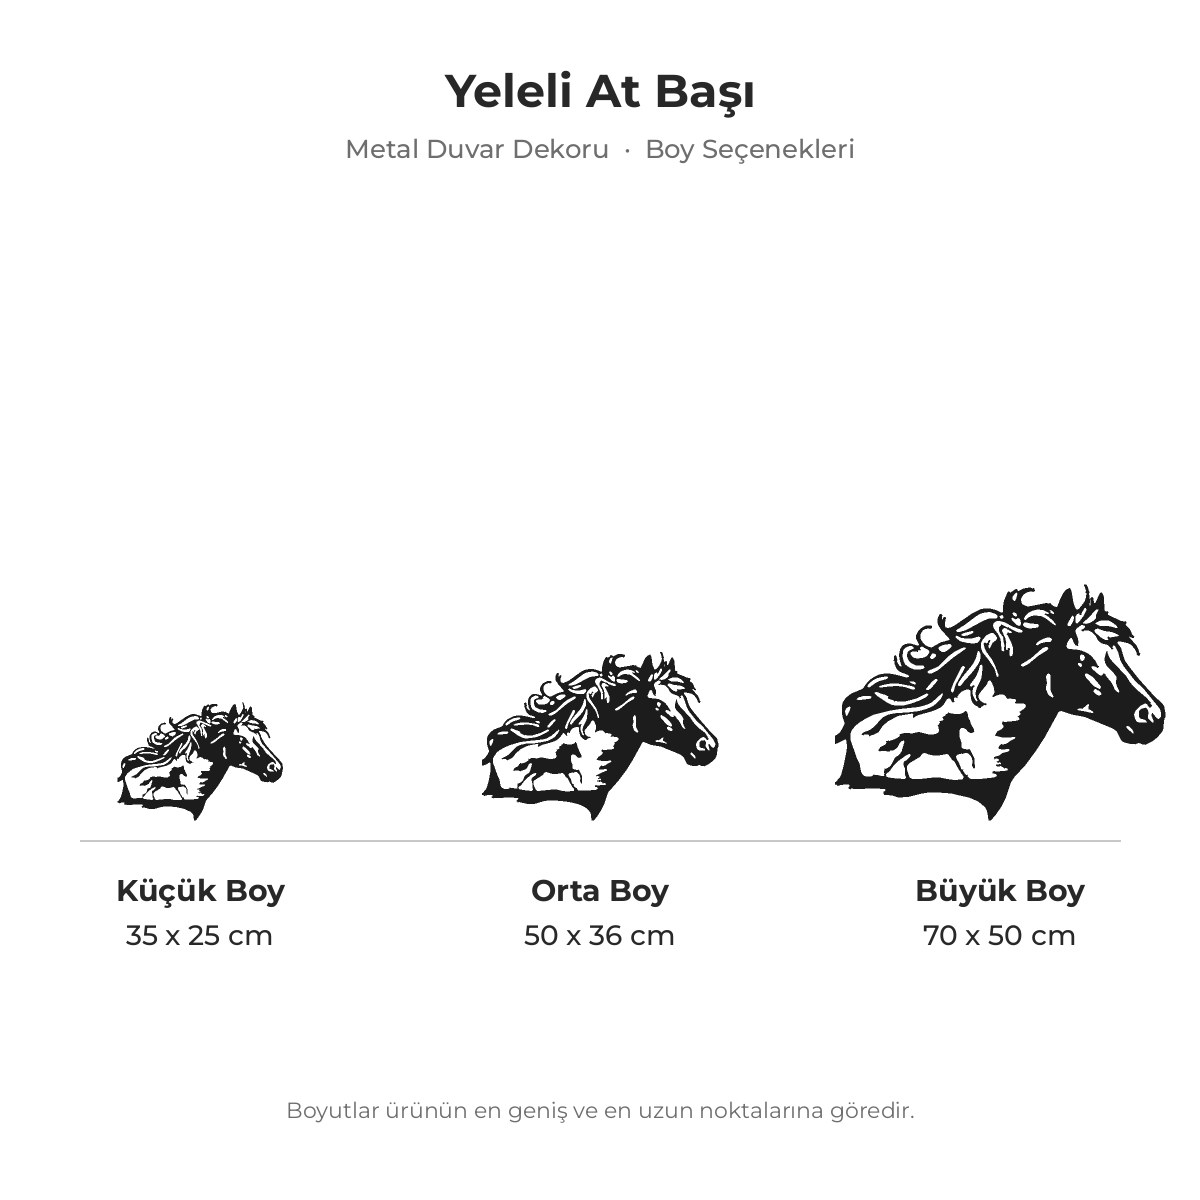 Yeleli At Başı
Metal Duvar Dekoru · Boy Seçenekleri
Küçük Boy
35 x 25 cm
Orta Boy
50 x 36 cm
Büyük Boy
70 x 50 cm
Boyutlar ürünün en geniş ve en uzun noktalarına göredir.